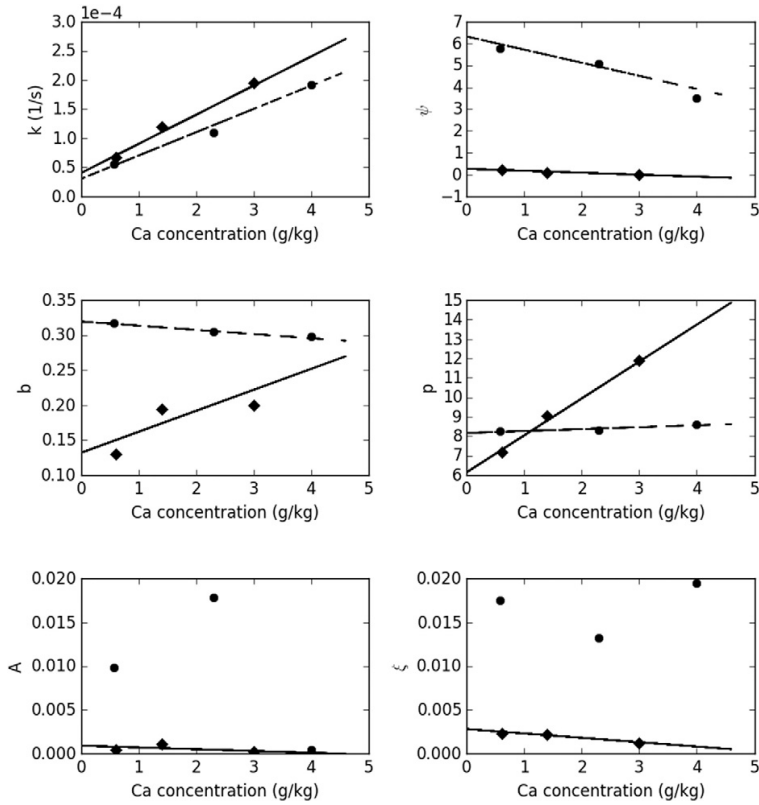 1e−4
3.0
2.5
2.0
1.5
1.0
0.5
0.0
k (1/s)
0 1 2 3 4 5
Ca concentration (g/kg)
7
6
5
4
3
2
1
0
−1
ψ
0 1 2 3 4 5
Ca concentration (g/kg)
0.35
0.30
0.25
0.20
0.15
0.10
b
0 1 2 3 4 5
Ca concentration (g/kg)
15
14
13
12
11
10
9
8
7
6
p
0 1 2 3 4 5
Ca concentration (g/kg)
0.020
0.015
0.010
0.005
0.000
A
0 1 2 3 4 5
Ca concentration (g/kg)
0.020
0.015
0.010
0.005
0.000
ξ
0 1 2 3 4 5
Ca concentration (g/kg)